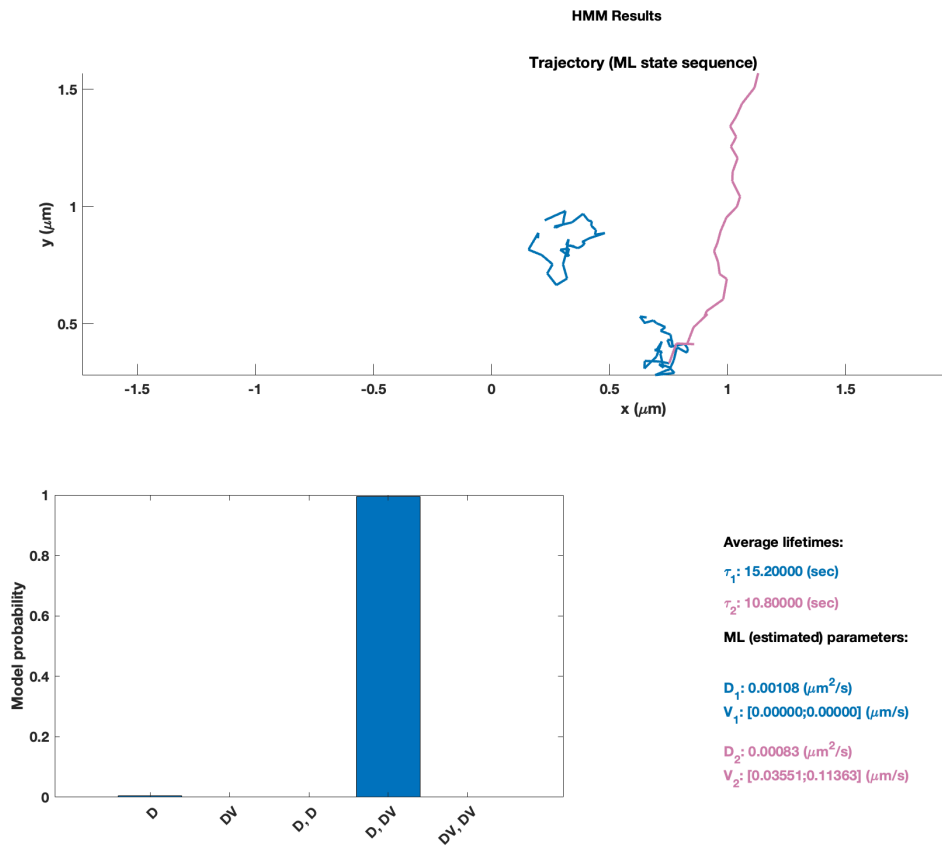 HMM Results
Trajectory (ML state sequence)
1.5
1
0.5
y (μm)
-1.5
-1
-0.5
0
0.5
1
1.5
x (μm)
1
0.8
0.6
0.4
0.2
0
Model probability
D
DV
D, D
D, DV
DV, DV
Average lifetimes:
τ1: 15.20000 (sec)
τ2: 10.80000 (sec)
ML (estimated) parameters:
D1: 0.00108 (μm2/s)
V1: [0.00000;0.00000] (μm/s)
D2: 0.00083 (μm2/s)
V2: [0.03551;0.11363] (μm/s)